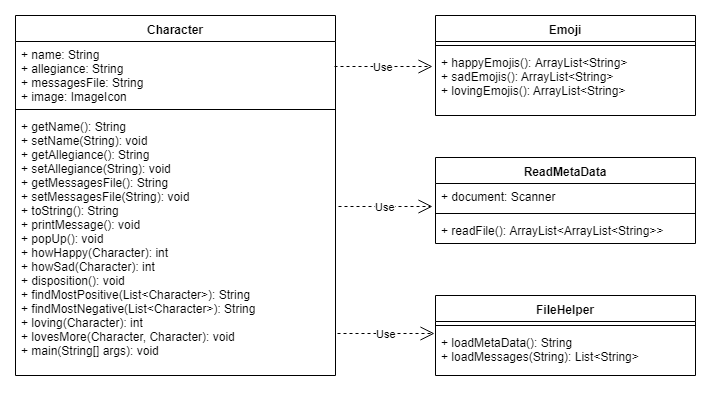 Character
+ name: String
+ allegiance: String
+ messagesFile: String
+ image: ImageIcon
+ getName(): String
+ setName(String): void
+ getAllegiance(): String
+ setAllegiance(String): void
+ getMessagesFile(): String
+ setMessagesFile(String): void
+ toString(): String
+ printMessage(): void
+ popUp(): void
+ howHappy(Character): int
+ howSad(Character): int
+ disposition(): void
+ findMostPositive(List<Character>): String
+ findMostNegative(List<Character>): String
+ loving(Character): int
+ lovesMore(Character, Character): void
+ main(String[] args): void
Use
Emoji
+ happyEmojis(): ArrayList<String>
+ sadEmojis(): ArrayList<String>
+ lovingEmojis(): ArrayList<String>
Use
ReadMetaData
+ document: Scanner
+ readFile(): ArrayList<ArrayList<String>>
Use
FileHelper
+ loadMetaData(): String
+ loadMessages(String): List<String>